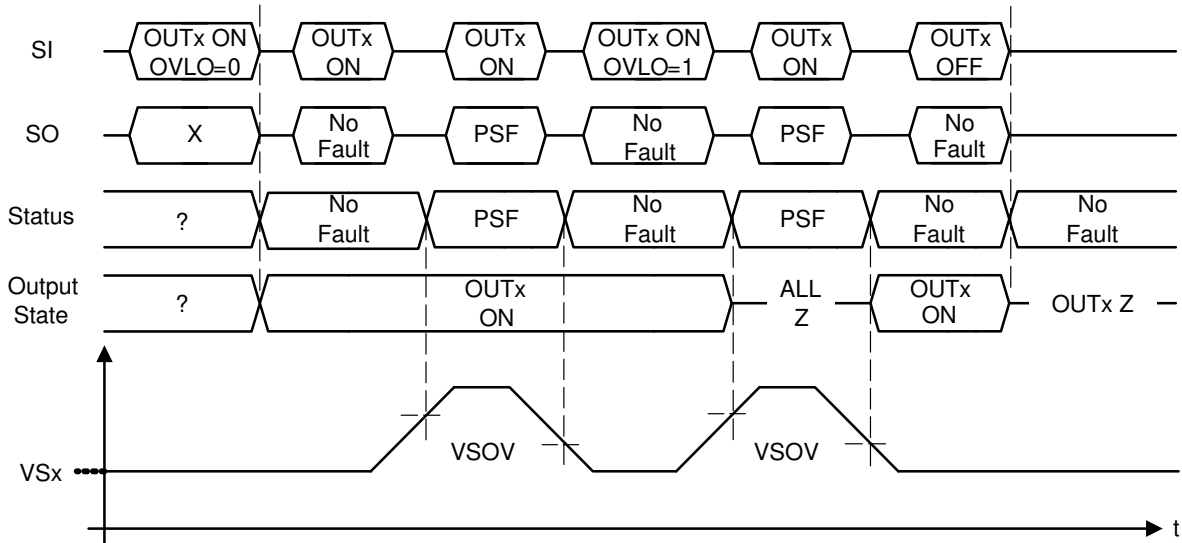 SI
OUTx ON
OVLO=0
OUTx
ON
OUTx
ON
OUTx ON
OVLO=1
OUTx
ON
OUTx
OFF
SO
X
No
Fault
PSF
No
Fault
PSF
No
Fault
Status
?
No
Fault
PSF
No
Fault
PSF
No
Fault
No
Fault
Output
State
?
OUTx
ON
ALL
Z
OUTx
ON
OUTx Z
VSOV
VSOV
VSx
t